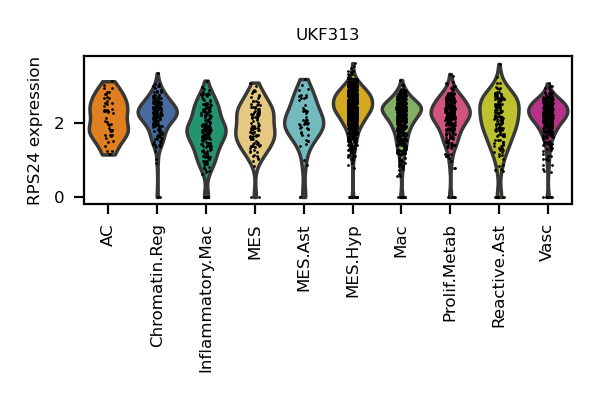 UKF313
RPS24 expression
2
0
AC
Chromatin.Reg
Inflammatory.Mac
MES
MES.Ast
MES.Hyp
Mac
Prolif.Metab
Reactive.Ast
Vasc